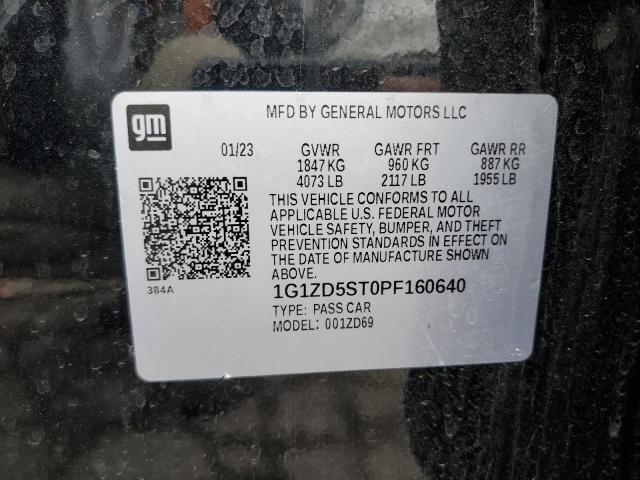 gm
MFD BY GENERAL MOTORS LLC
01/23 GVWR GAWR FRT GAWR RR
1847 KG 960 KG 887 KG
4073 LB 2117 LB 1955 LB
THIS VEHICLE CONFORMS TO ALL
APPLICABLE U.S. FEDERAL MOTOR
VEHICLE SAFETY, BUMPER, AND THEFT
PREVENTION STANDARDS IN EFFECT ON
THE DATE OF MANUFACTURE SHOWN
ABOVE.
384A
1G1ZD5ST0PF160640
TYPE: PASS CAR
MODEL: 001ZD69